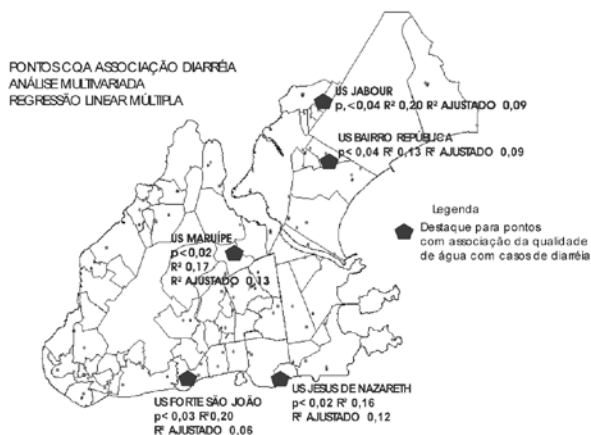 PONTOS CQA ASSOCIAÇÃO DIARRÉIA
ANÁLISE MULTIVARIADA
REGRESSÃO LINEAR MÚLTIPLA
US JABOUR
p,<0,04 R² 0,20 R² AJUSTADO 0,09
US BAIRRO REPÚBLICA
p<0,04 R² 0,13 R² AJUSTADO 0,09
Legenda
Destaque para pontos
com associação da qualidade
de água com casos de diarréia
US MARUÍPE
p<0,02
R² 0,17
R² AJUSTADO 0,13
US FORTE SÃO JOÃO
p<0,03 R²0,20
R² AJUSTADO 0,06
US JESUS DE NAZARETH
p<0,02 R² 0,16
R² AJUSTADO 0,12